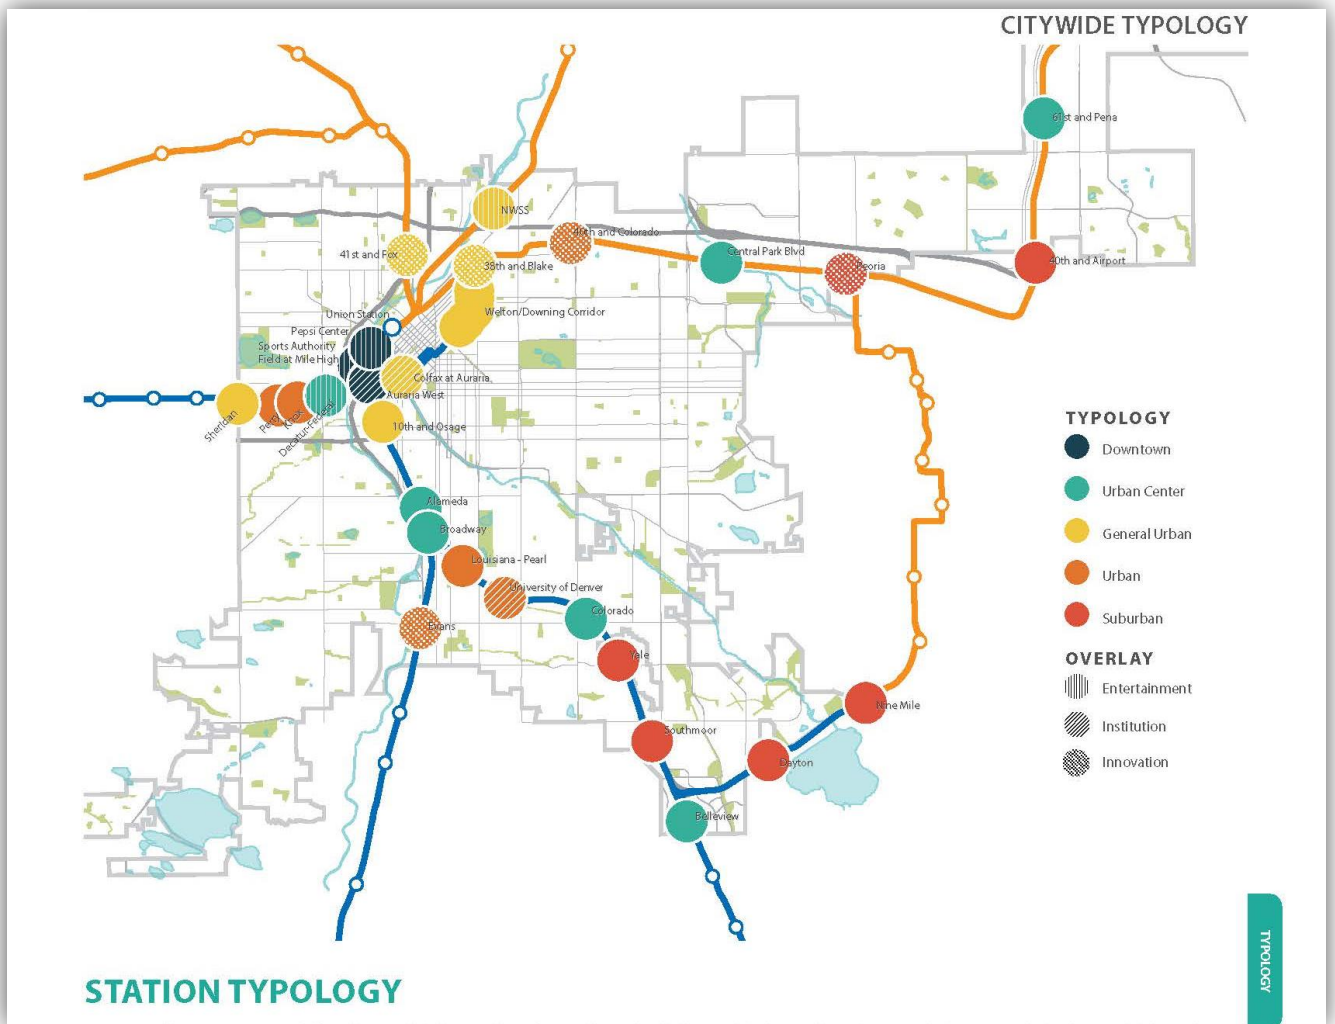 CITYWIDE TYPOLOGY
61st and Pena
NWSS
46th and Colorado
41st and Fox
38th and Blake
Central Park Blvd
Peoria
40th and Airport
Union Station
Welton/Downing Corridor
Pepsi Center
Sports Authority
Field at Mile High
Colfax at Auraria
Auraria West
Sheridan
Perry
Knox
Decatur-Federal
10th and Osage
Alameda
Broadway
Louisiana - Pearl
University of Denver
Colorado
Evans
Yale
Nine Mile
Southmoor
Dayton
Belleview
TYPOLOGY
Downtown
Urban Center
General Urban
Urban
Suburban
OVERLAY
Entertainment
Institution
Innovation
TYPOLOGY
STATION TYPOLOGY